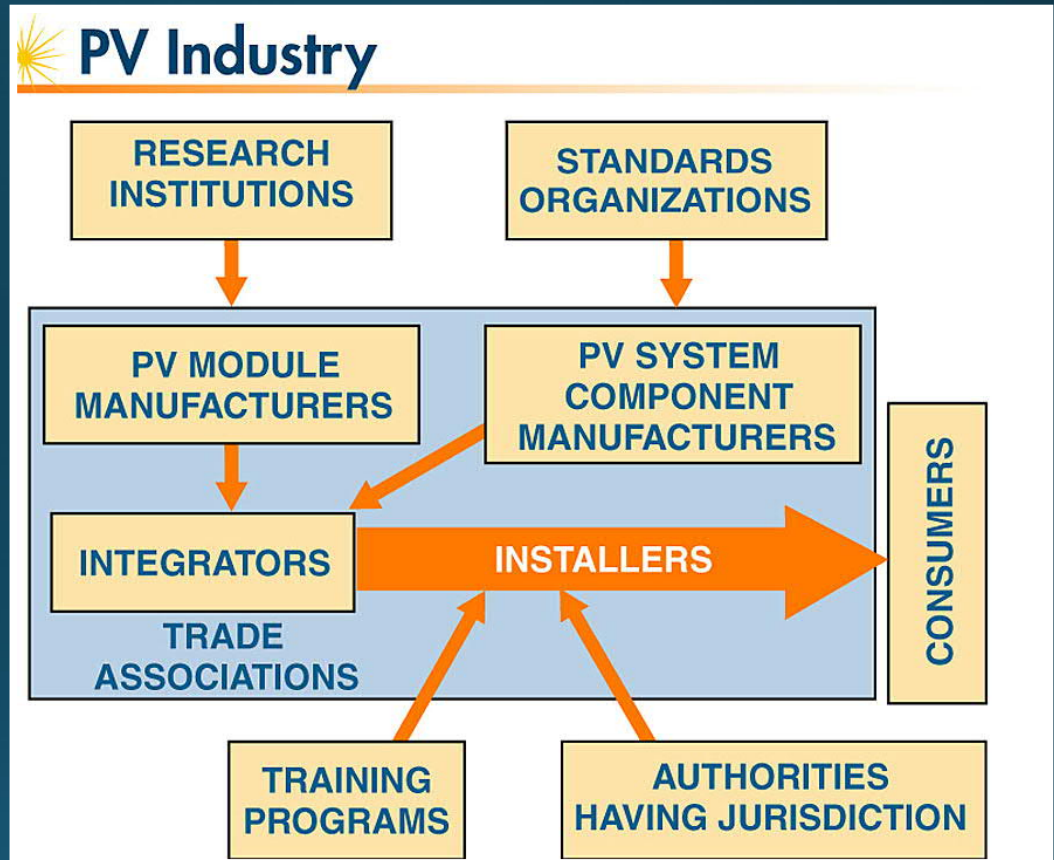 PV Industry
RESEARCH
INSTITUTIONS
STANDARDS
ORGANIZATIONS
PV MODULE
MANUFACTURERS
PV SYSTEM
COMPONENT
MANUFACTURERS
INTEGRATORS
INSTALLERS
CONSUMERS
TRADE
ASSOCIATIONS
TRAINING
PROGRAMS
AUTHORITIES
HAVING JURISDICTION